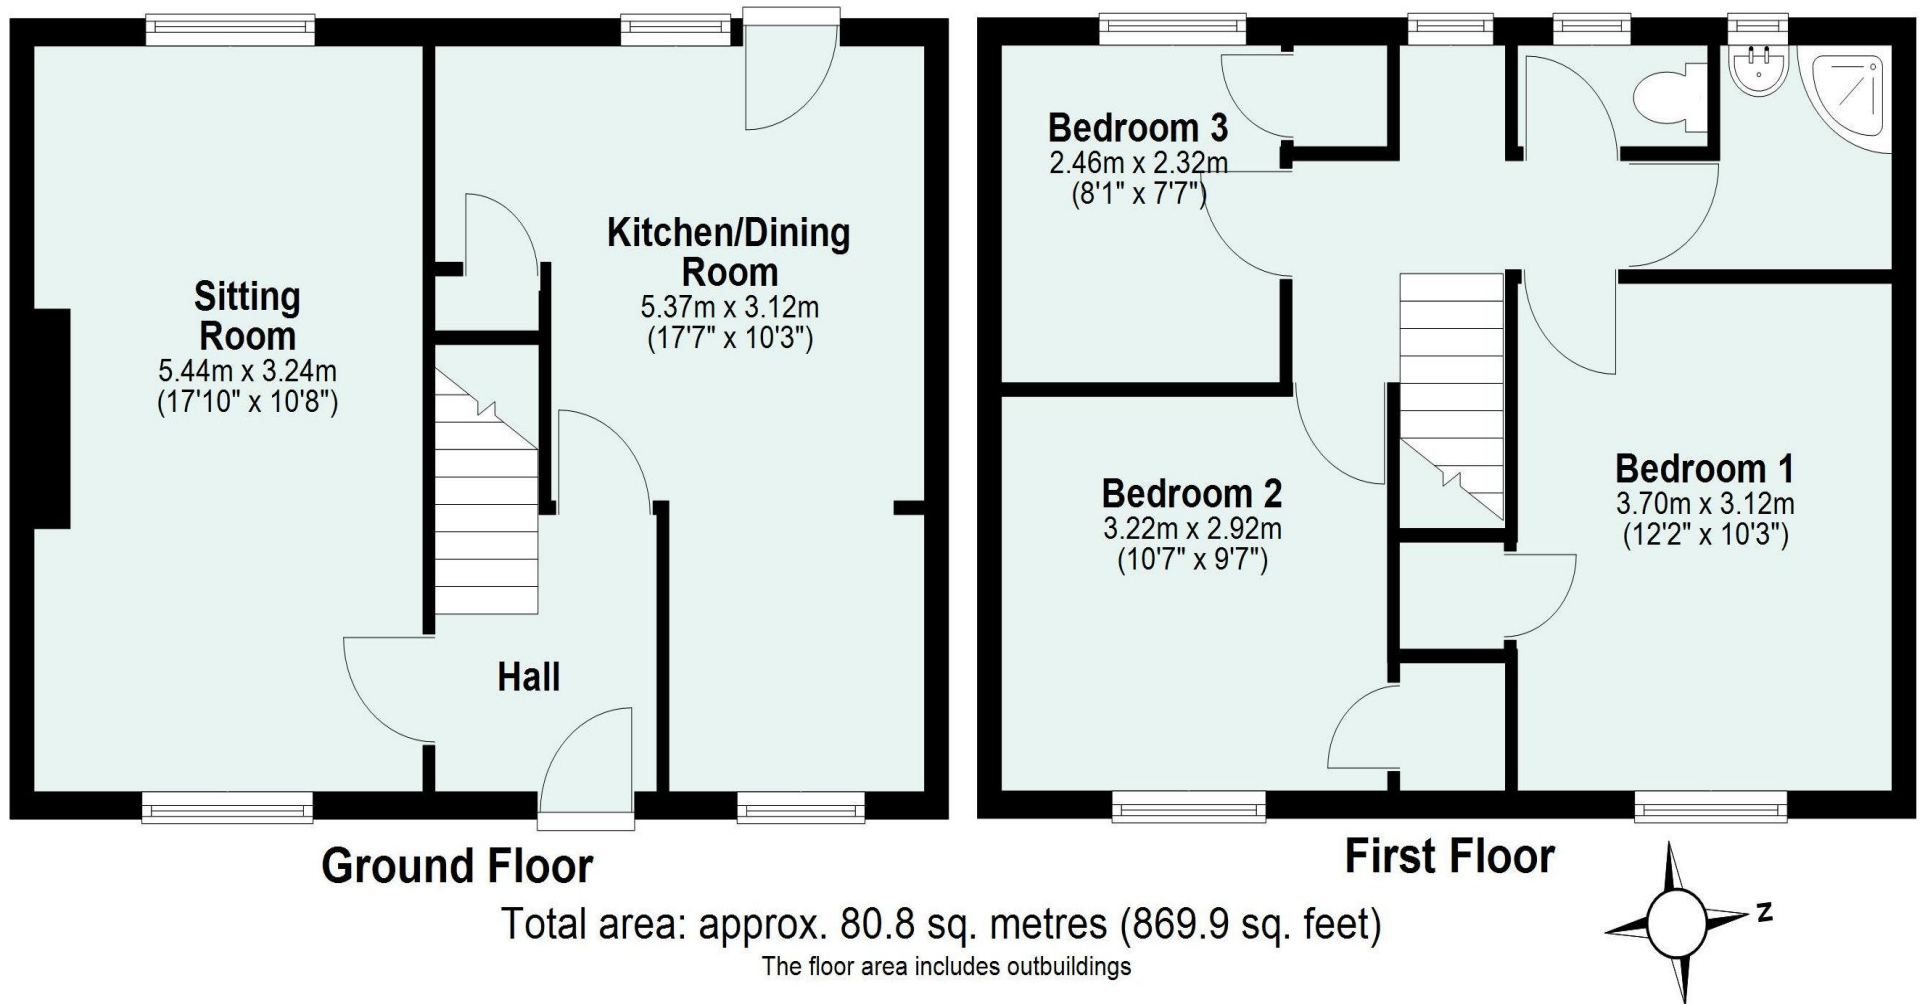 Sitting
Room
5.44m x 3.24m
(17'10" x 10'8")
Kitchen/Dining
Room
5.37m x 3.12m
(17'7" x 10'3")
Hall
Ground Floor
Bedroom 3
2.46m x 2.32m
(8'1" x 7'7")
Bedroom 2
3.22m x 2.92m
(10'7" x 9'7")
Bedroom 1
3.70m x 3.12m
(12'2" x 10'3")
First Floor
N
Total area: approx. 80.8 sq. metres (869.9 sq. feet)
The floor area includes outbuildings